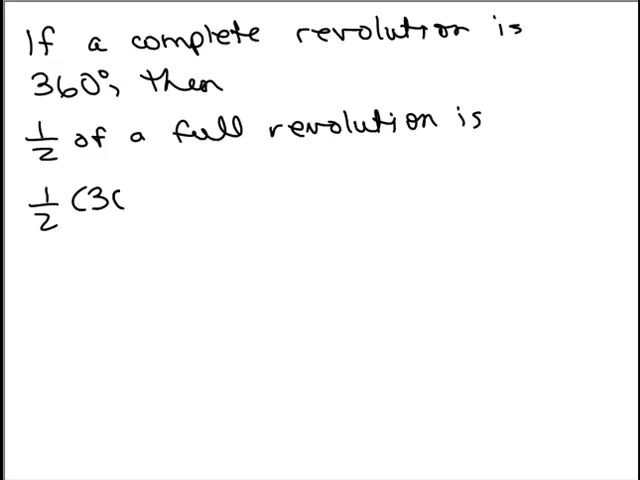 If a complete revolution is
360°, then
1/2 of a full revolution is
1/2 (3